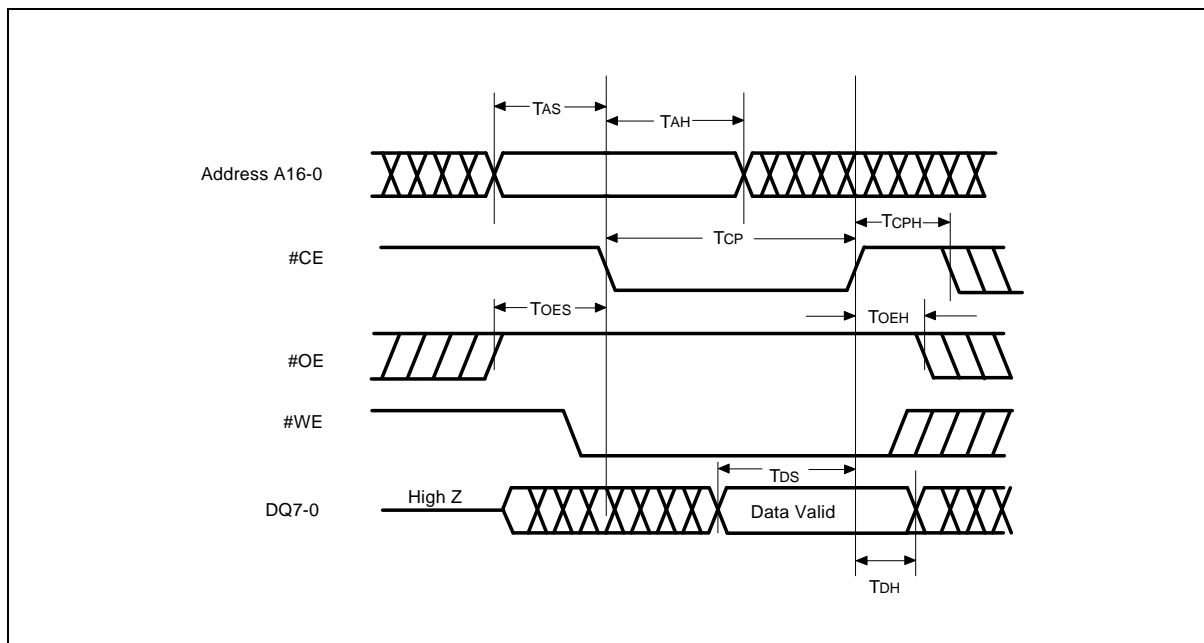 TAS
TAH
Address A16-0
TCPH
TCP
#CE
TOES
TOEH
#OE
#WE
TDS
High Z
DQ7-0
Data Valid
TDH